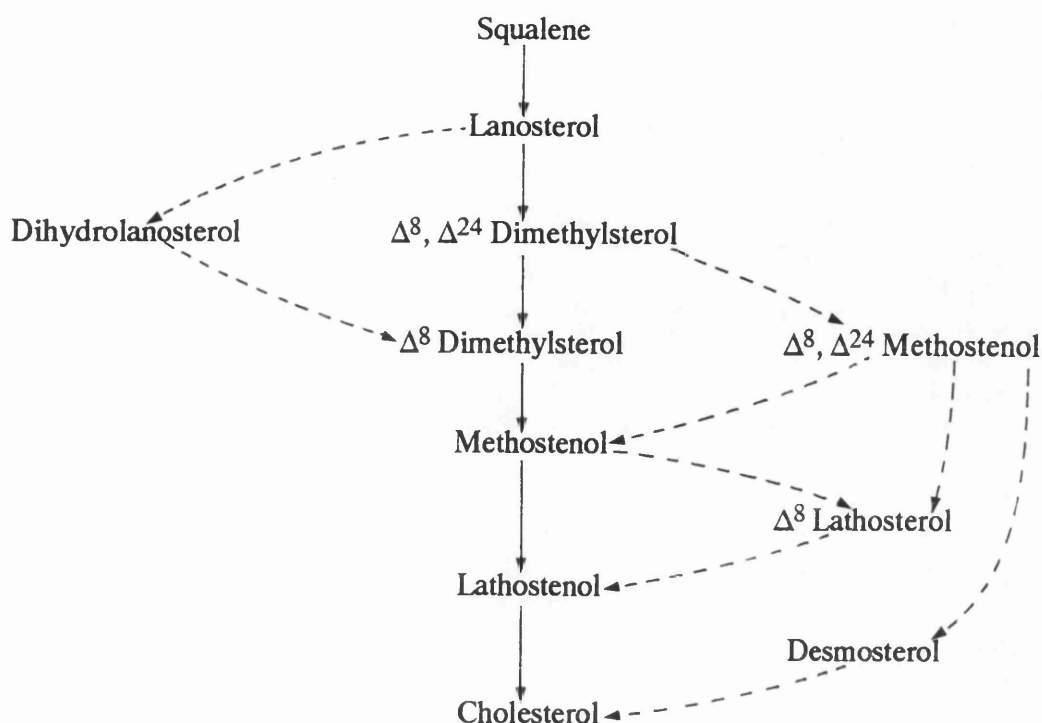 Squalene
Lanosterol
Dihydrolanosterol
Δ⁸, Δ²⁴ Dimethylsterol
Δ⁸ Dimethylsterol
Δ⁸, Δ²⁴ Methostenol
Methostenol
Δ⁸ Lathosterol
Lathostenol
Desmosterol
Cholesterol